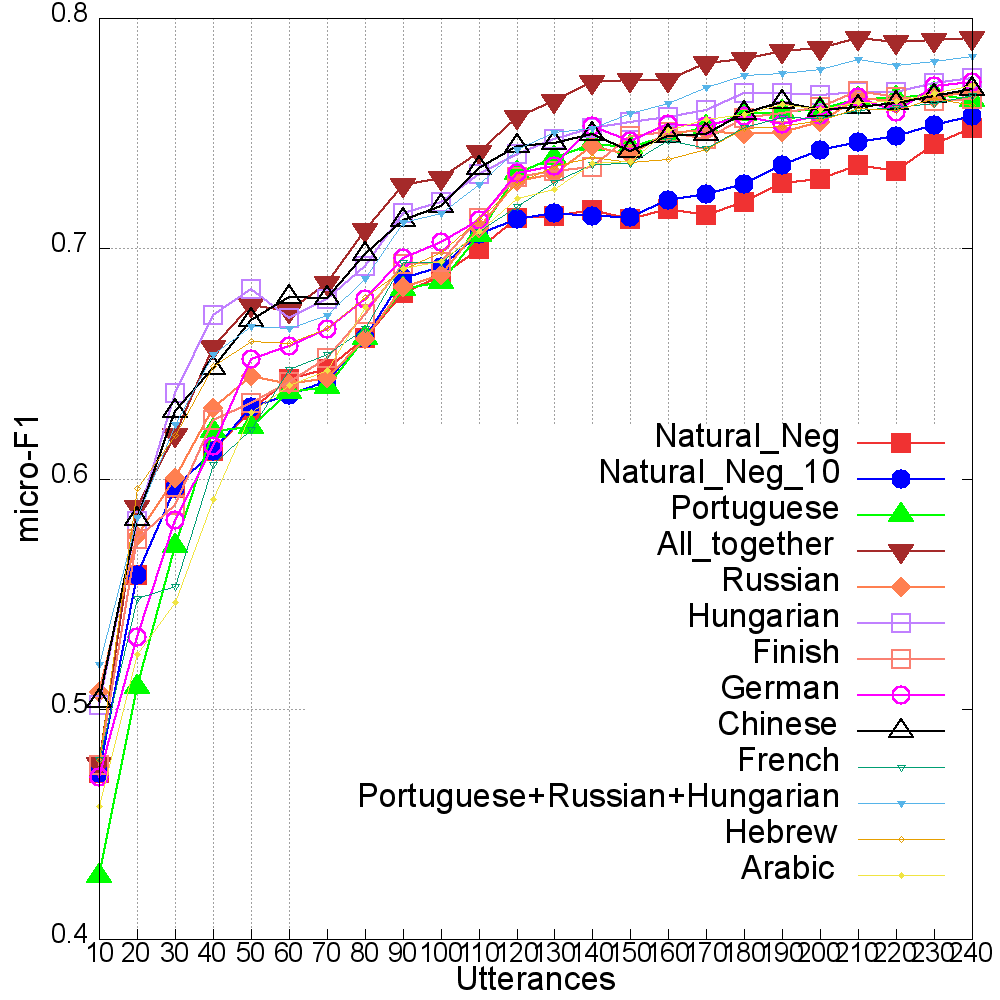 0.8
0.7
0.6
0.5
0.4
micro-F1
Natural_Neg
Natural_Neg_10
Portuguese
All_together
Russian
Hungarian
Finish
German
Chinese
French
Portuguese+Russian+Hungarian
Hebrew
Arabic
10 20 30 40 50 60 70 80 90 100 110 120 130 140 150 160 170 180 190 200 210 220 230 240
Utterances